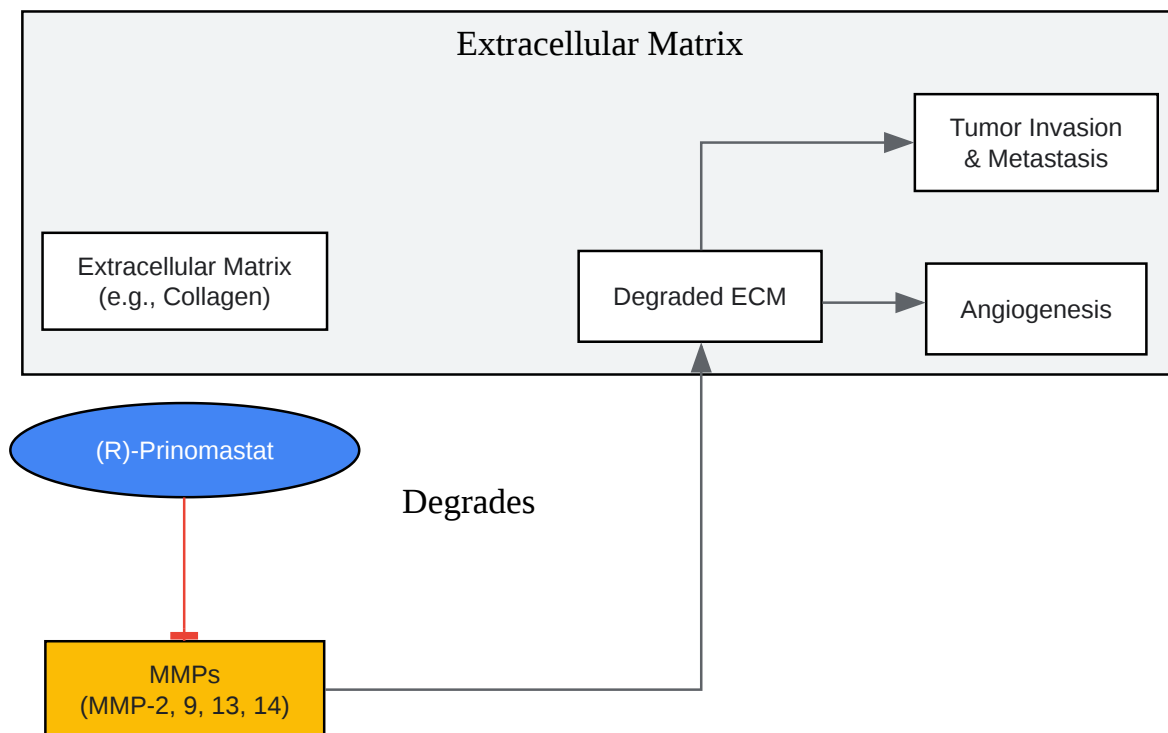 Extracellular Matrix
Tumor Invasion
& Metastasis
Extracellular Matrix
(e.g., Collagen)
Degraded ECM
Angiogenesis
(R)-Prinomastat
Degrades
MMPs
(MMP-2, 9, 13, 14)